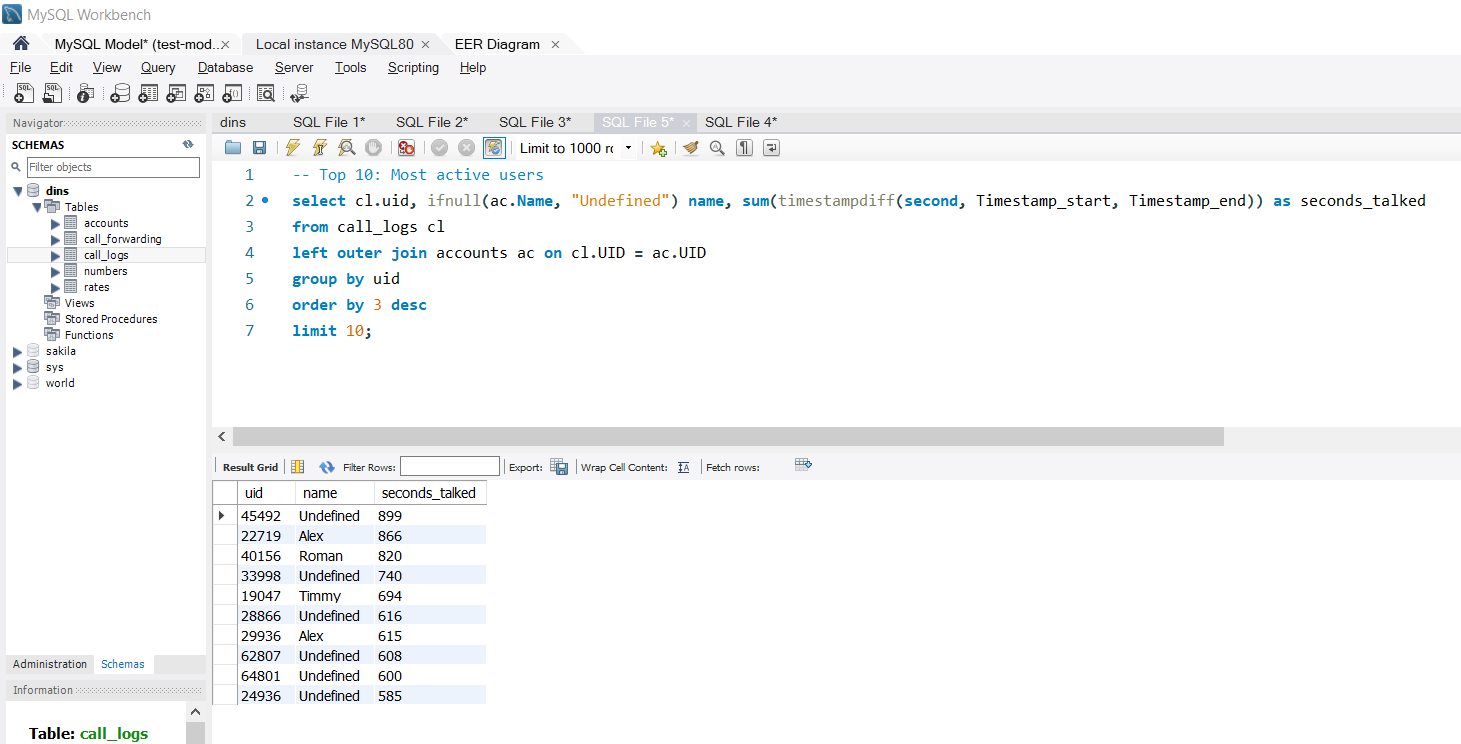 MySQL Workbench
MySQL Model* (test-mod.. × Local instance MySQL80 × EER Diagram ×
File Edit View Query Database Server Tools Scripting Help
Navigator
SCHEMAS
Filter objects
dins
Tables
accounts
call_forwarding
call_logs
numbers
rates
Views
Stored Procedures
Functions
sakila
sys
world
Administration Schemas
Information
Table: call_logs
dins SQL File 1* SQL File 2* SQL File 3* SQL File 5* × SQL File 4*
Limit to 1000 rc
1 -- Top 10: Most active users
2 select cl.uid, ifnull(ac.Name, "Undefined") name, sum(timestampdiff(second, Timestamp_start, Timestamp_end)) as seconds_talked
3 from call_logs cl
4 left outer join accounts ac on cl.UID = ac.UID
5 group by uid
6 order by 3 desc
7 limit 10;
Result Grid Filter Rows: Export: Wrap Cell Content: IA Fetch rows:
uid name seconds_talked
45492 Undefined 899
22719 Alex 866
40156 Roman 820
33998 Undefined 740
19047 Timmy 694
28866 Undefined 616
29936 Alex 615
62807 Undefined 608
64801 Undefined 600
24936 Undefined 585